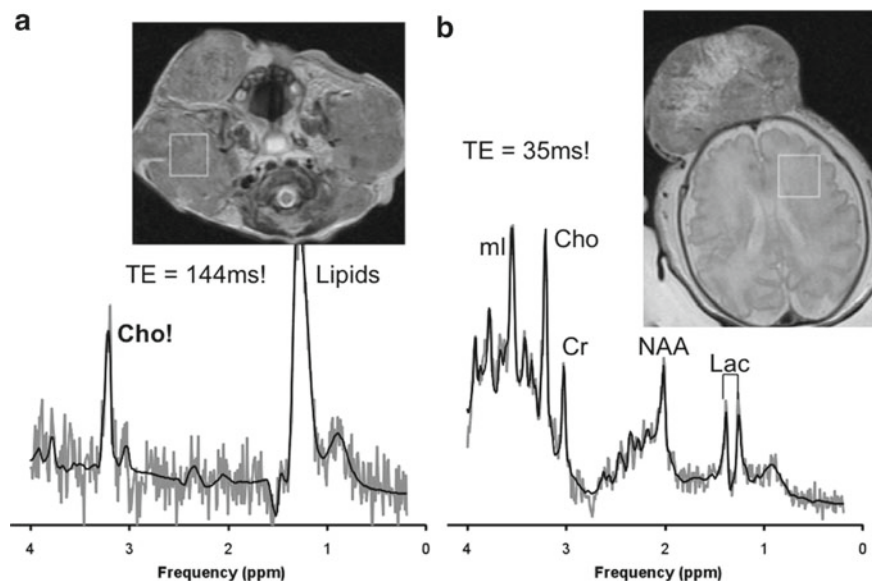 a
TE = 144ms!
Lipids
Cho!
4 3 2 1 0
Frequency (ppm)
b
TE = 35ms!
mI
Cho
Cr
NAA
Lac
4 3 2 1 0
Frequency (ppm)